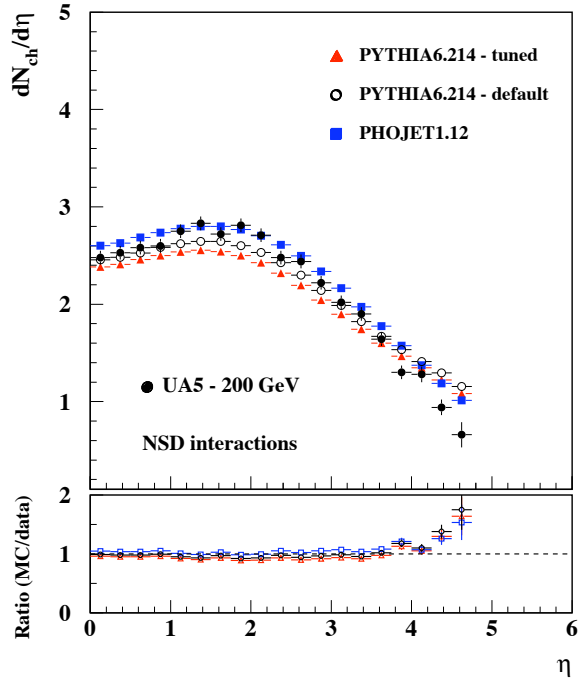 dN_ch/dη
5
4
3
2
1
PYTHIA6.214 - tuned
PYTHIA6.214 - default
PHOJET1.12
UA5 - 200 GeV
NSD interactions
Ratio (MC/data)
2
1
0
0 1 2 3 4 5 6
η